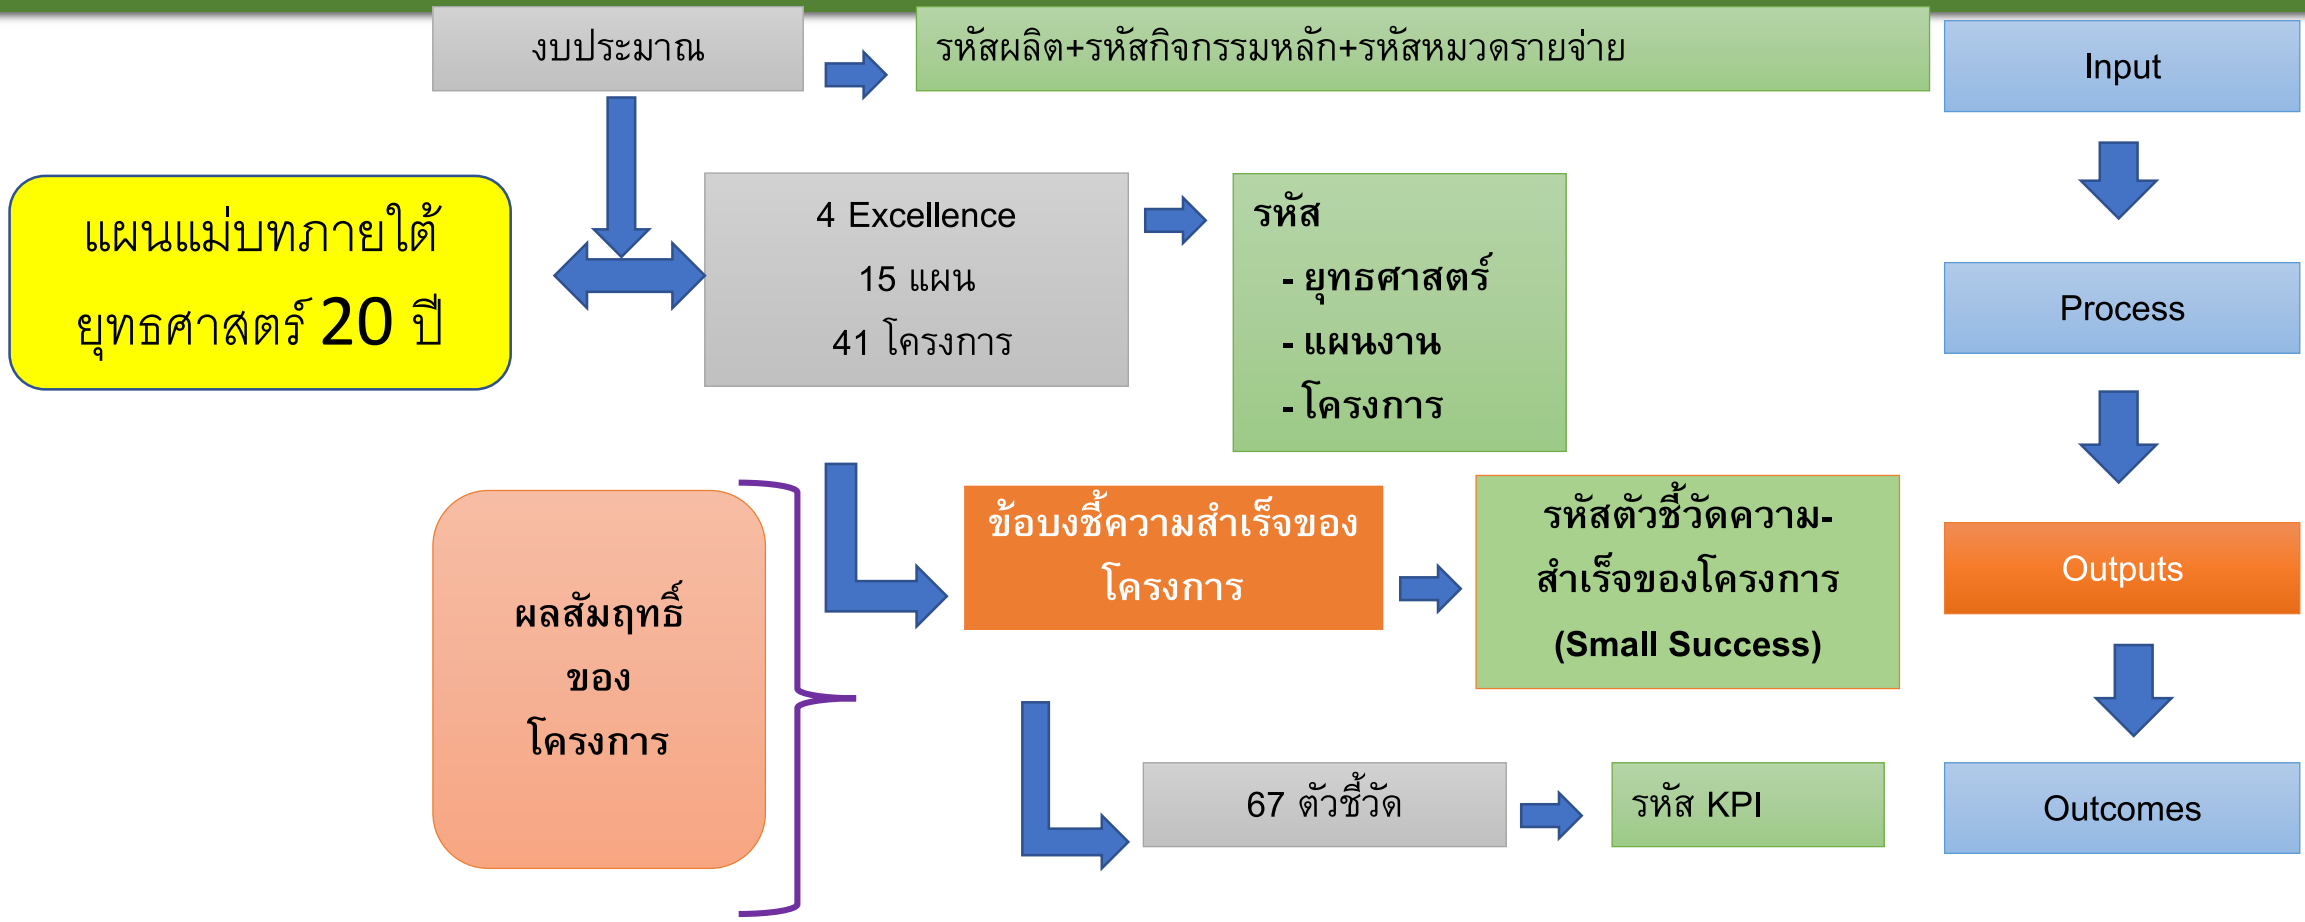 งบประมาณ
รหัสผลิต+รหัสกิจกรรมหลัก+รหัสหมวดรายจ่าย
Input
แผนแม่บทภายใต้
ยุทธศาสตร์ 20 ปี
4 Excellence
15 แผน
41 โครงการ
รหัส
- ยุทธศาสตร์
- แผนงาน
- โครงการ
Process
ผลสัมฤทธิ์
ของ
โครงการ
ข้อบงชี้ความสำเร็จของ
โครงการ
รหัสตัวชี้วัดความ-
สำเร็จของโครงการ
(Small Success)
Outputs
67 ตัวชี้วัด
รหัส KPI
Outcomes